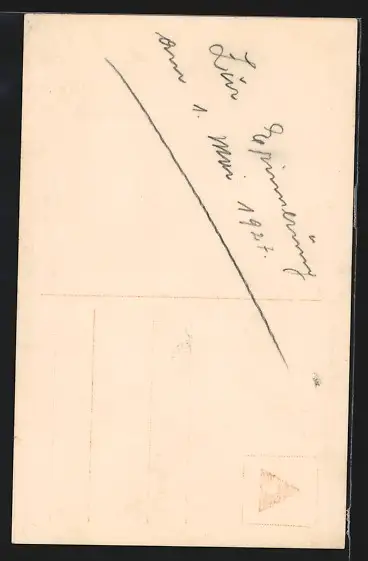 Zur Erinnerung
am 1. Mai 1927.